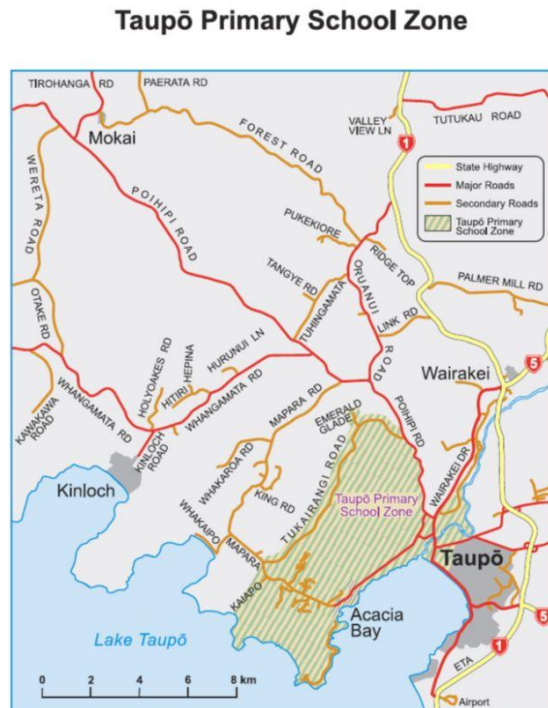 Taupō Primary School Zone
TIROHANGA RD
PAERATA RD
Mokai
FOREST ROAD
VALLEY
VIEW LN
1
TUTUKAU ROAD
State Highway
Major Roads
Secondary Roads
Taupō Primary
School Zone
WERETA ROAD
POIHIPI ROAD
PUKEKIORE
RIDGE TOP
TANGYE RD
TUHINGAMATA
ORUANUI
ROAD
PALMER MILL RD
LINK RD
OTAKE RD
HOLYOAKES RD
HITIRI
HEPINA
HURUNUI LN
WHANGAMATA RD
WHANGAMATA RD
KAWAKAWA
ROAD
KINLOCH
ROAD
Kinloch
Wairakei
5
MAPARA RD
EMERALD
GLADE
POIHIPI RD
WHAKAROA RD
KING RD
TUKAIRANGI ROAD
Taupō Primary
School Zone
WAIRAKEI DR
WHAKAIPO
MAPARA
KAIAPO
Taupō
Acacia
Bay
Lake Taupō
5
1
ETA
Airport
0 2 4 6 8 km